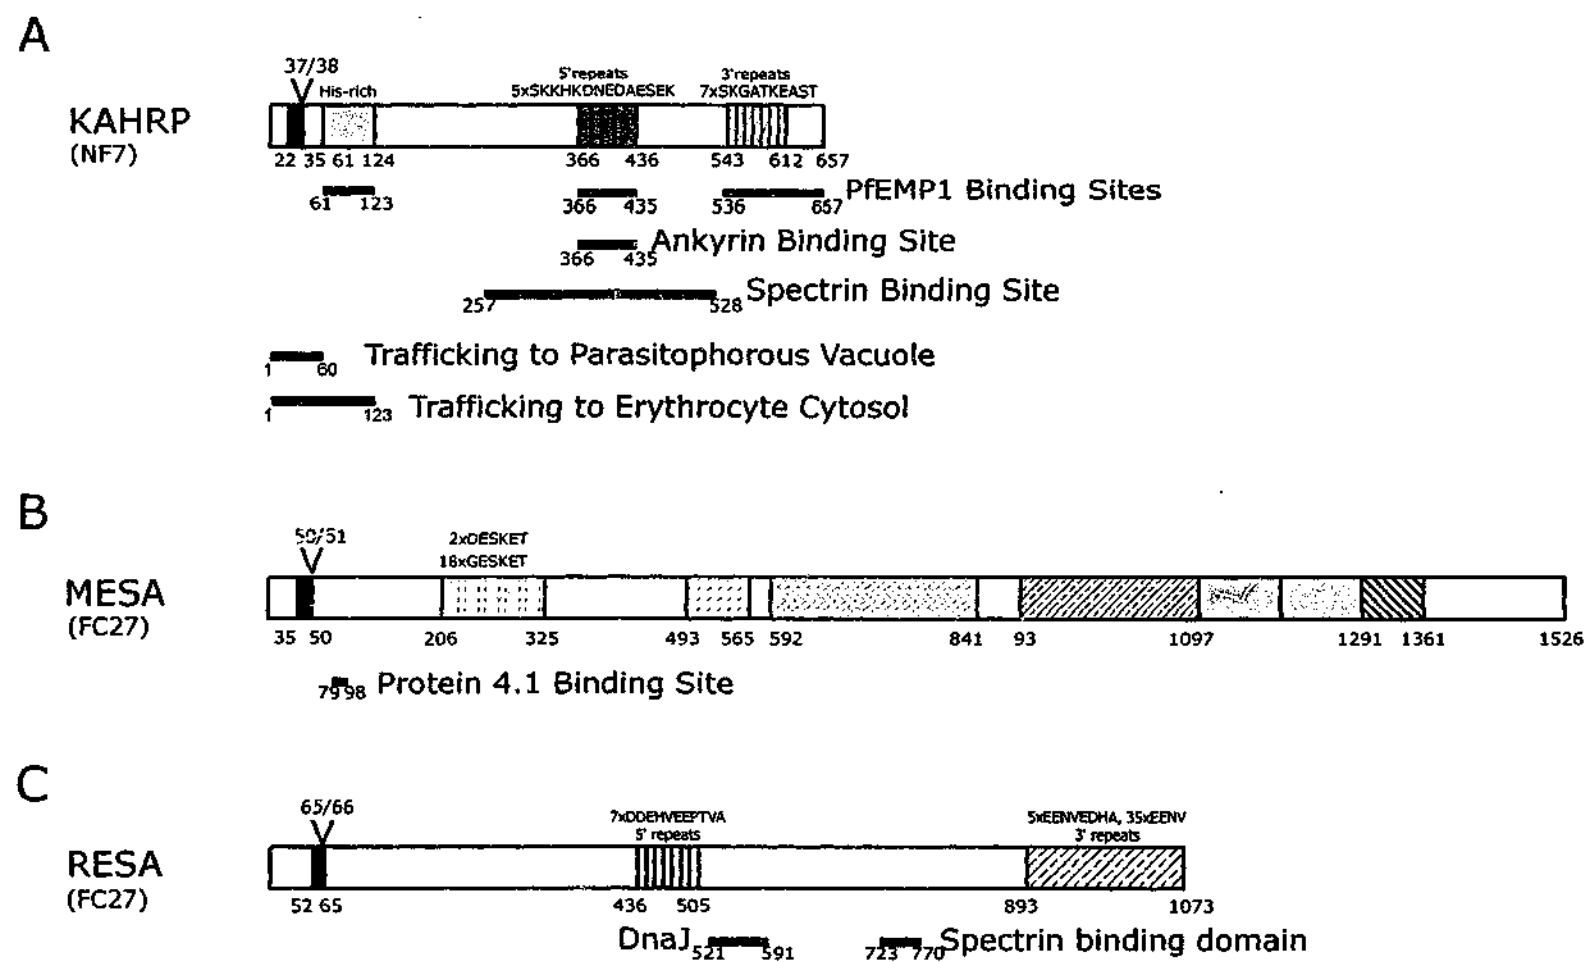 A
37/38
5'repeats
3'repeats
His-rich
5xSKKHKDNEDAESEK
7xSKGATKEAST
KAHRP
(NF7)
22 35 61 124 366 436 543 612 657
61 123 366 435 536 657 PfEMP1 Binding Sites
366 435 Ankyrin Binding Site
257 528 Spectrin Binding Site
1 60 Trafficking to Parasitophorous Vacuole
1 123 Trafficking to Erythrocyte Cytosol
B
50/51
2xDESKET
16xGESKET
MESA
(FC27)
35 50 206 325 493 565 592 841 93 1097 1291 1361 1526
79 98 Protein 4.1 Binding Site
C
65/66
7xDDEHVEEPTVA
5' repeats
5xEENVEDHA, 35xEENV
3' repeats
RESA
(FC27)
52 65 436 505 893 1073
DnaJ 521 591 723 770 Spectrin binding domain